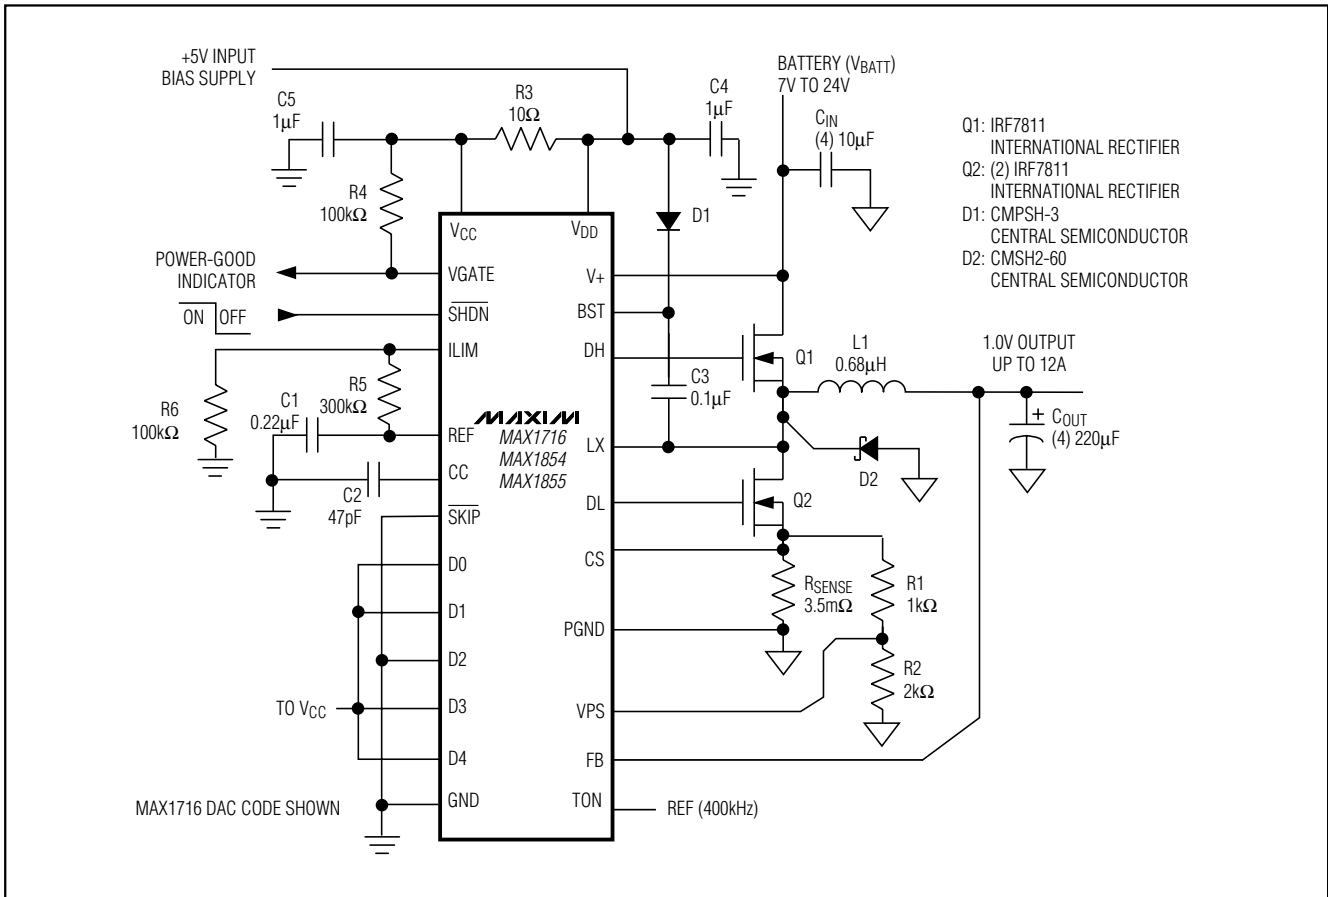 +5V INPUT
BIAS SUPPLY
C5
1µF
R3
10Ω
C4
1µF
BATTERY (VBATT)
7V TO 24V
CIN
(4) 10µF
Q1: IRF7811
INTERNATIONAL RECTIFIER
Q2: (2) IRF7811
INTERNATIONAL RECTIFIER
D1: CMPSH-3
CENTRAL SEMICONDUCTOR
D2: CMSH2-60
CENTRAL SEMICONDUCTOR
R4
100kΩ
D1
VCC
VDD
POWER-GOOD
INDICATOR
VGATE
V+
ON OFF
SHDN
BST
ILIM
DH
Q1
L1
0.68µH
1.0V OUTPUT
UP TO 12A
R6
100kΩ
C1
0.22µF
R5
300kΩ
C3
0.1µF
+
COUT
(4) 220µF
MAXIM
MAX1716
MAX1854
MAX1855
REF
LX
D2
CC
C2
47pF
DL
Q2
SKIP
CS
D0
RSENSE
3.5mΩ
R1
1kΩ
D1
PGND
D2
R2
2kΩ
TO VCC
D3
VPS
D4
FB
MAX1716 DAC CODE SHOWN
GND
TON
REF (400kHz)